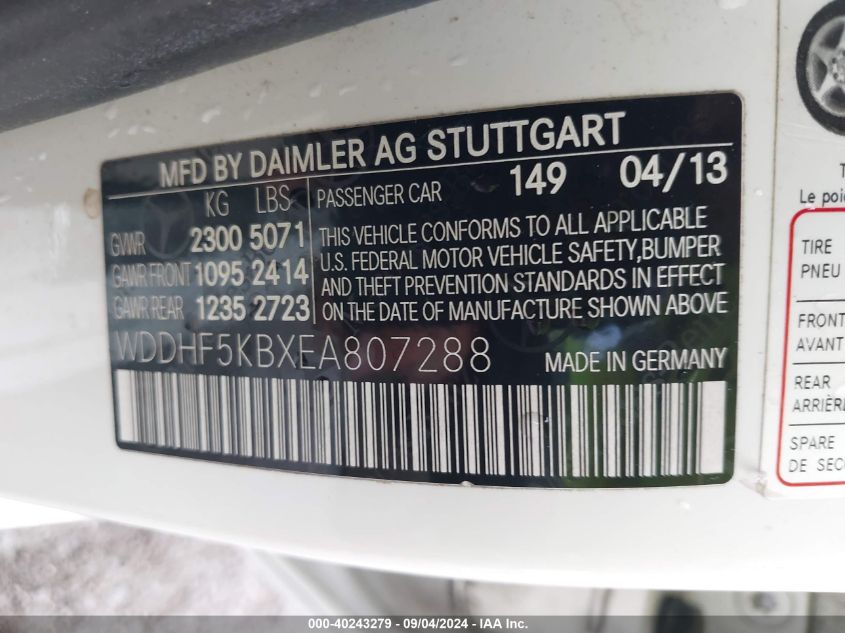 MFD BY DAIMLER AG STUTTGART
KG LBS
GVWR 2300 5071
GAWR FRONT 1095 2414
GAWR REAR 1235 2723
PASSENGER CAR 149 04/13
THIS VEHICLE CONFORMS TO ALL APPLICABLE
U.S. FEDERAL MOTOR VEHICLE SAFETY, BUMPER
AND THEFT PREVENTION STANDARDS IN EFFECT
ON THE DATE OF MANUFACTURE SHOWN ABOVE
WDDHF5KBXEA807288 MADE IN GERMANY
Le poi
TIRE
PNEU
FRONT
AVANT
REAR
ARRIÈRE
SPARE
DE SEC
000-40243279 - 09/04/2024 - IAA Inc.